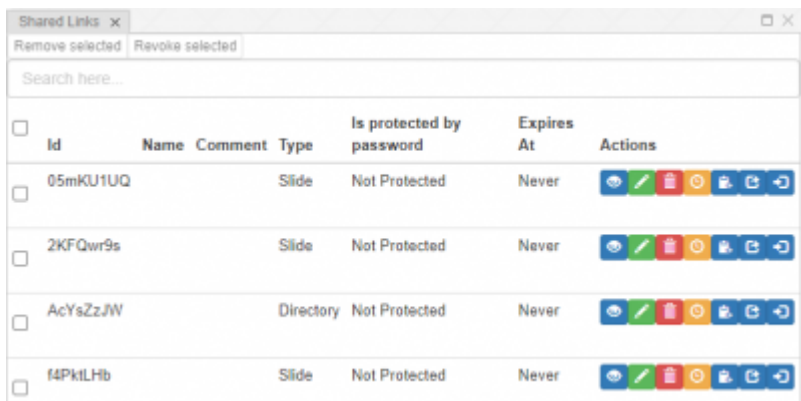 Shared Links
Remove selected Revoke selected
Search here...
Id Name Comment Type Is protected by password Expires At Actions
05mKU1UQ Slide Not Protected Never
2KFQwr9s Slide Not Protected Never
AcYsZzJW Directory Not Protected Never
f4PktLHb Slide Not Protected Never